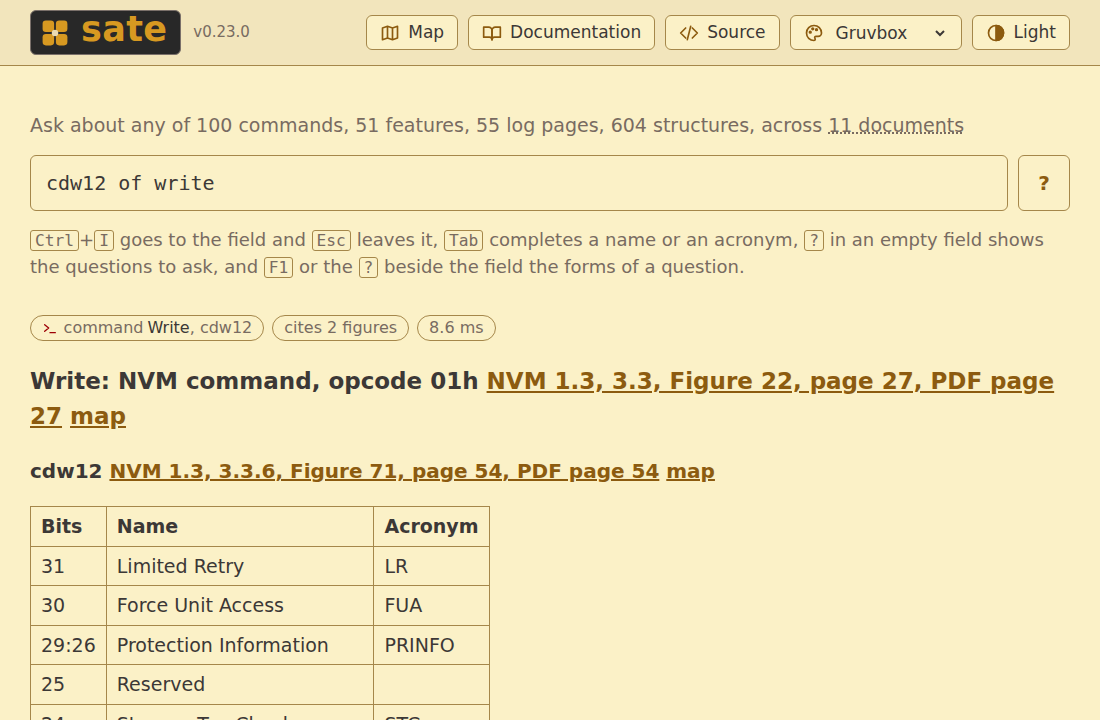 sate v0.23.0 Map Documentation Source Gruvbox Light
Ask about any of 100 commands, 51 features, 55 log pages, 604 structures, across 11 documents
cdw12 of write ?
Ctrl+I goes to the field and Esc leaves it, Tab completes a name or an acronym, ? in an empty field shows
the questions to ask, and F1 or the ? beside the field the forms of a question.
>_ command Write, cdw12 cites 2 figures 8.6 ms
Write: NVM command, opcode 01h NVM 1.3, 3.3, Figure 22, page 27, PDF page
27 map
cdw12 NVM 1.3, 3.3.6, Figure 71, page 54, PDF page 54 map
Bits Name Acronym
31 Limited Retry LR
30 Force Unit Access FUA
29:26 Protection Information PRINFO
25 Reserved